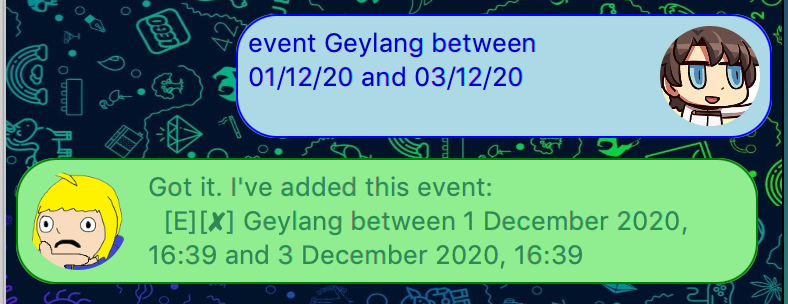 event Geylang between
01/12/20 and 03/12/20
Got it. I've added this event:
[E][✘] Geylang between 1 December 2020,
16:39 and 3 December 2020, 16:39